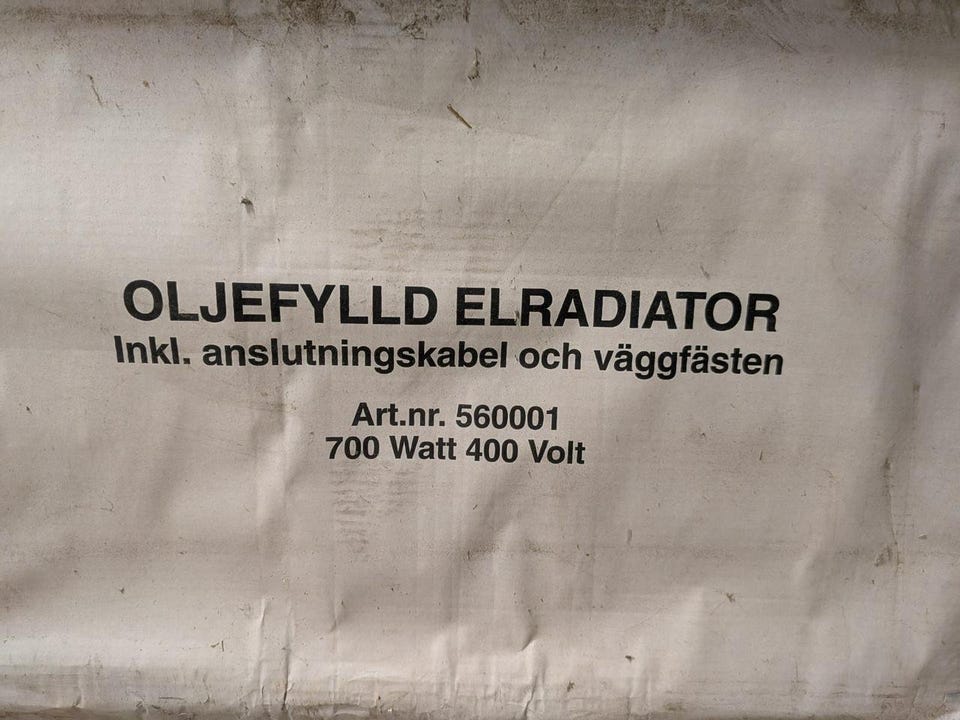 OLJEFYLLD ELRADIATOR
Inkl. anslutningskabel och väggfästen
Art.nr. 560001
700 Watt 400 Volt